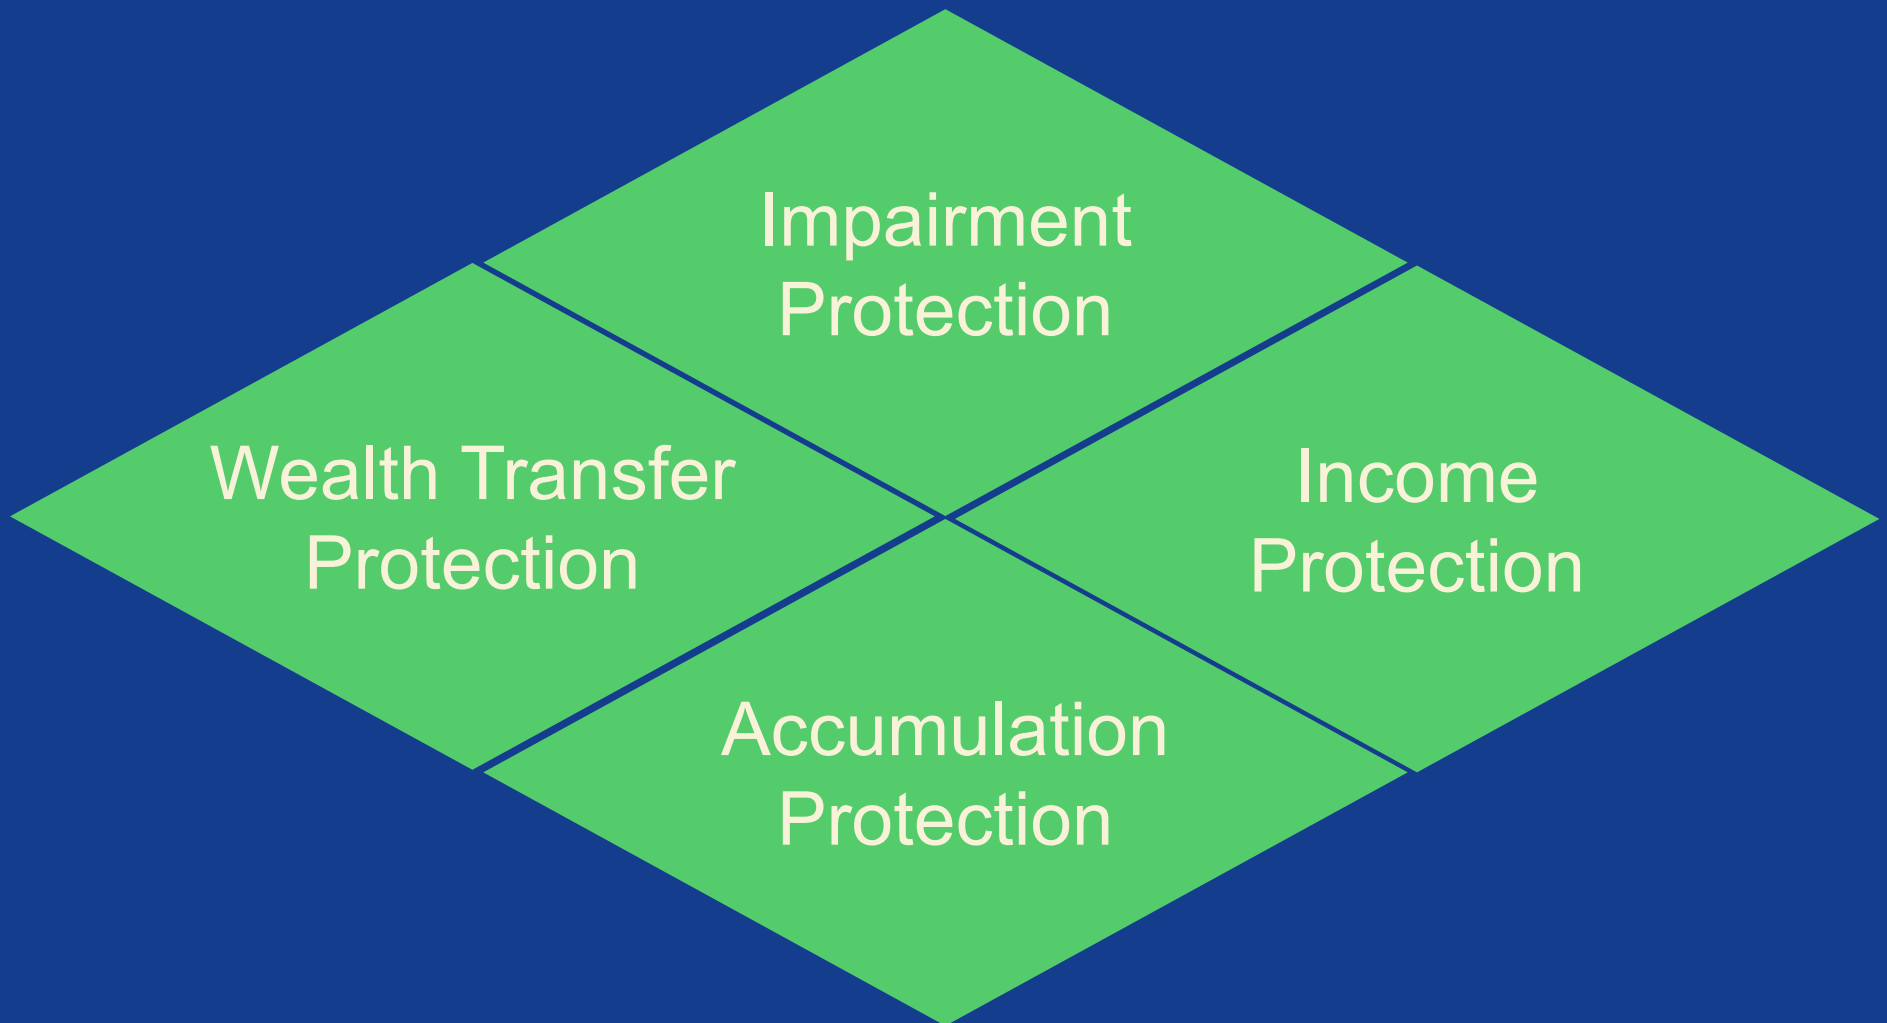 Impairment
Protection
Wealth Transfer
Protection
Income
Protection
Accumulation
Protection